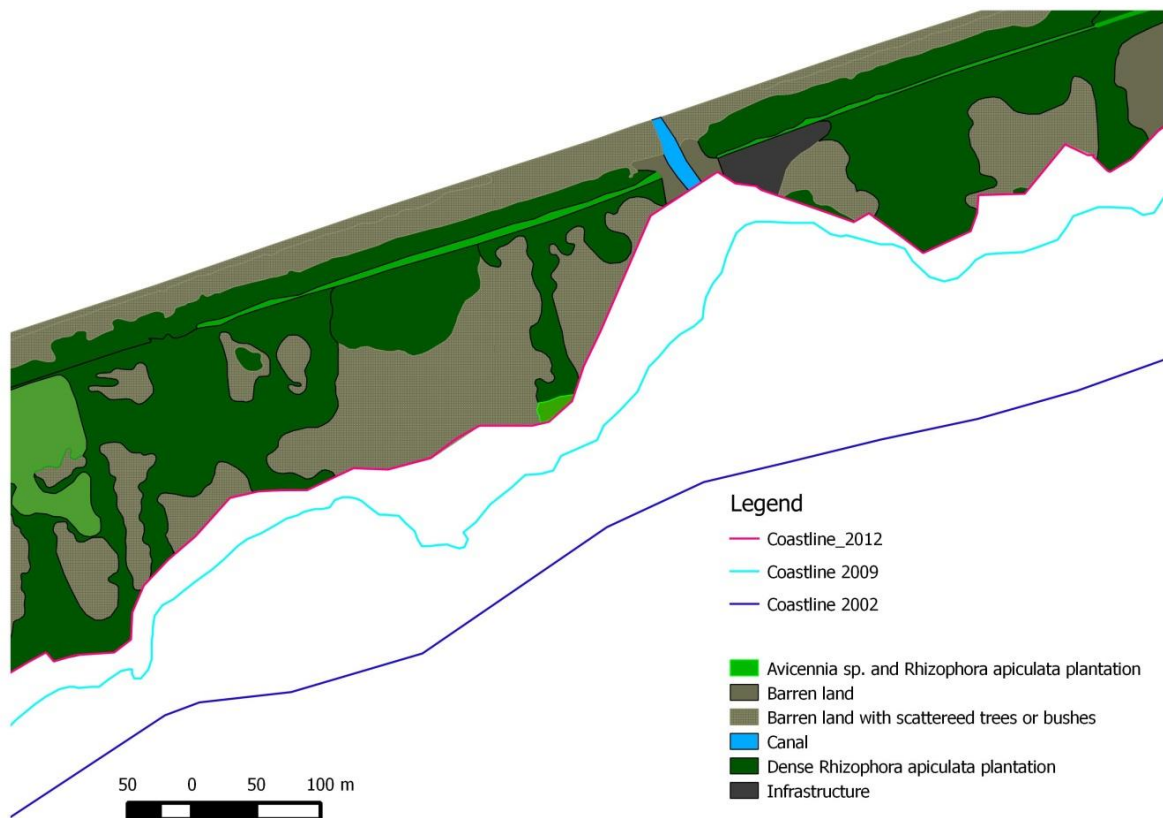 Legend
Coastline_2012
Coastline 2009
Coastline 2002
Avicennia sp. and Rhizophora apiculata plantation
Barren land
Barren land with scattereed trees or bushes
Canal
Dense Rhizophora apiculata plantation
Infrastructure
50 0 50 100 m